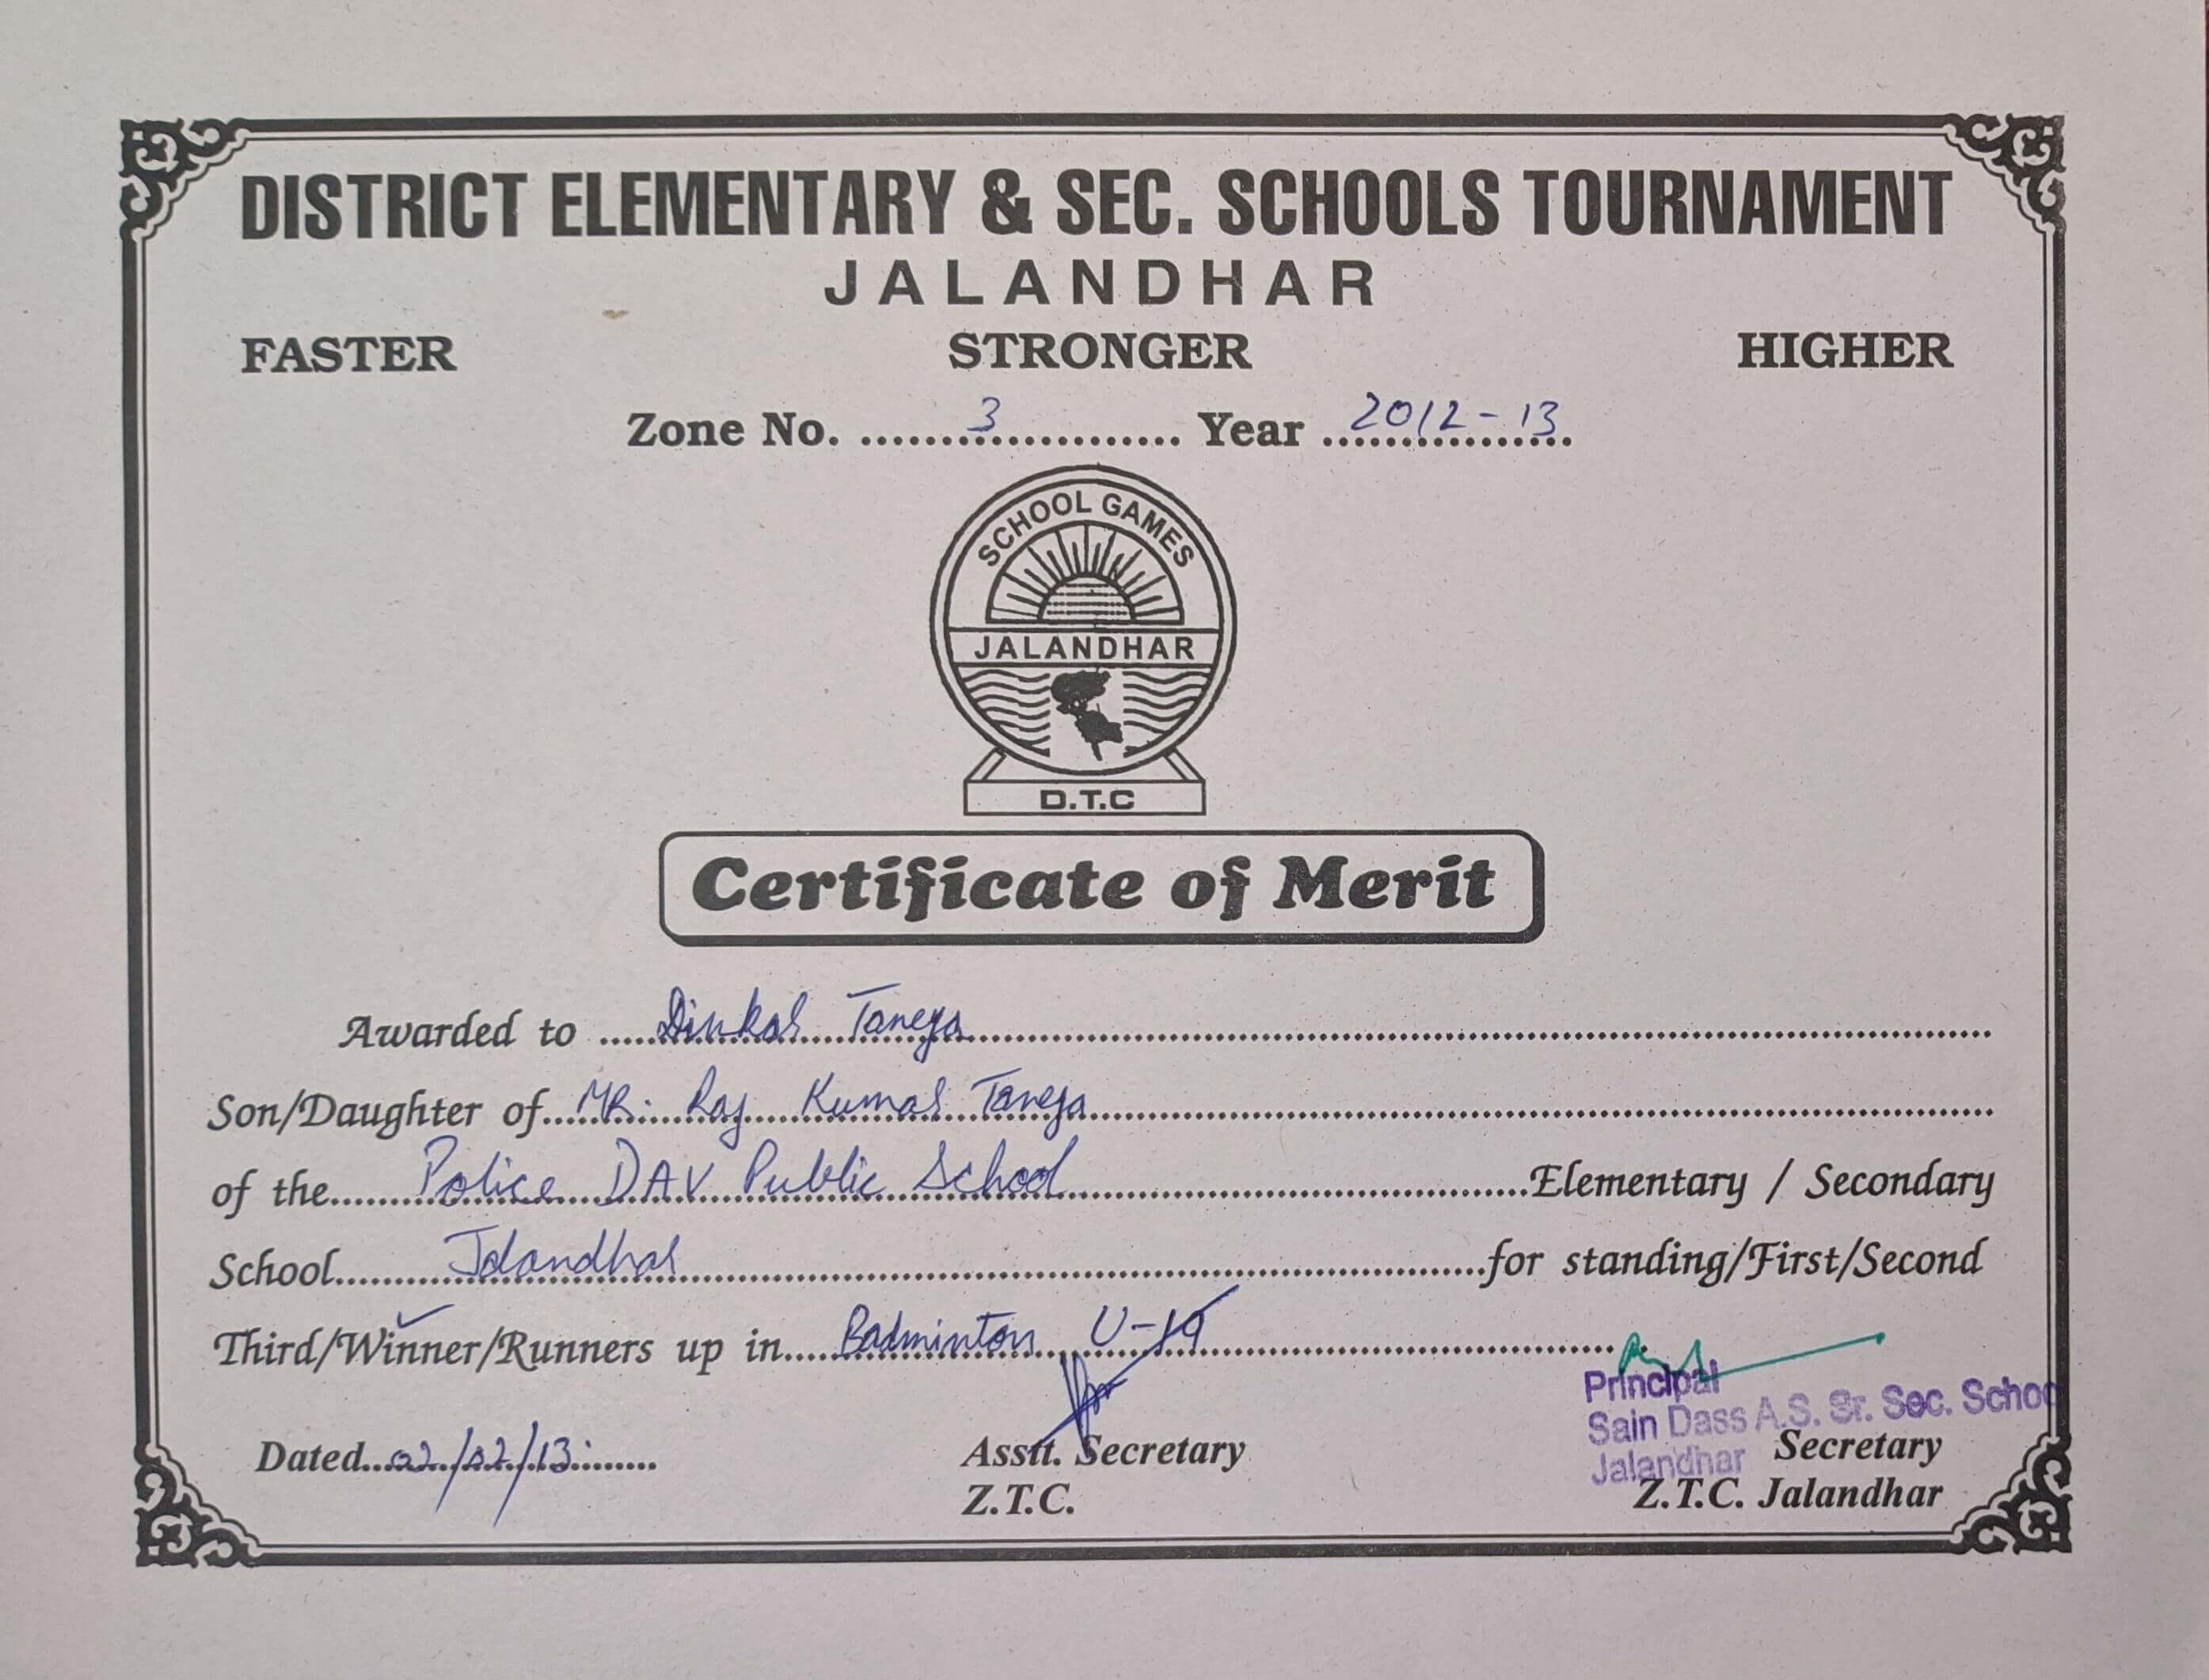 DISTRICT ELEMENTARY & SEC. SCHOOLS TOURNAMENT
JALANDHAR
FASTER STRONGER HIGHER
Zone No. 3 Year 2012-13
SCHOOL GAMES
JALANDHAR
D.T.C
Certificate of Merit
Awarded to Dinkar Taneja
Son/Daughter of MR. Raj Kumar Taneja
of the Police DAV Public School Elementary / Secondary
School Jalandhar for standing/First/Second
Third/Winner/Runners up in Badminton U-19
Principal
Sain Dass A.S. Sr. Sec. Schoo
Jalandhar
Dated 02/02/13 Asstt. Secretary Secretary
Z.T.C. Z.T.C. Jalandhar